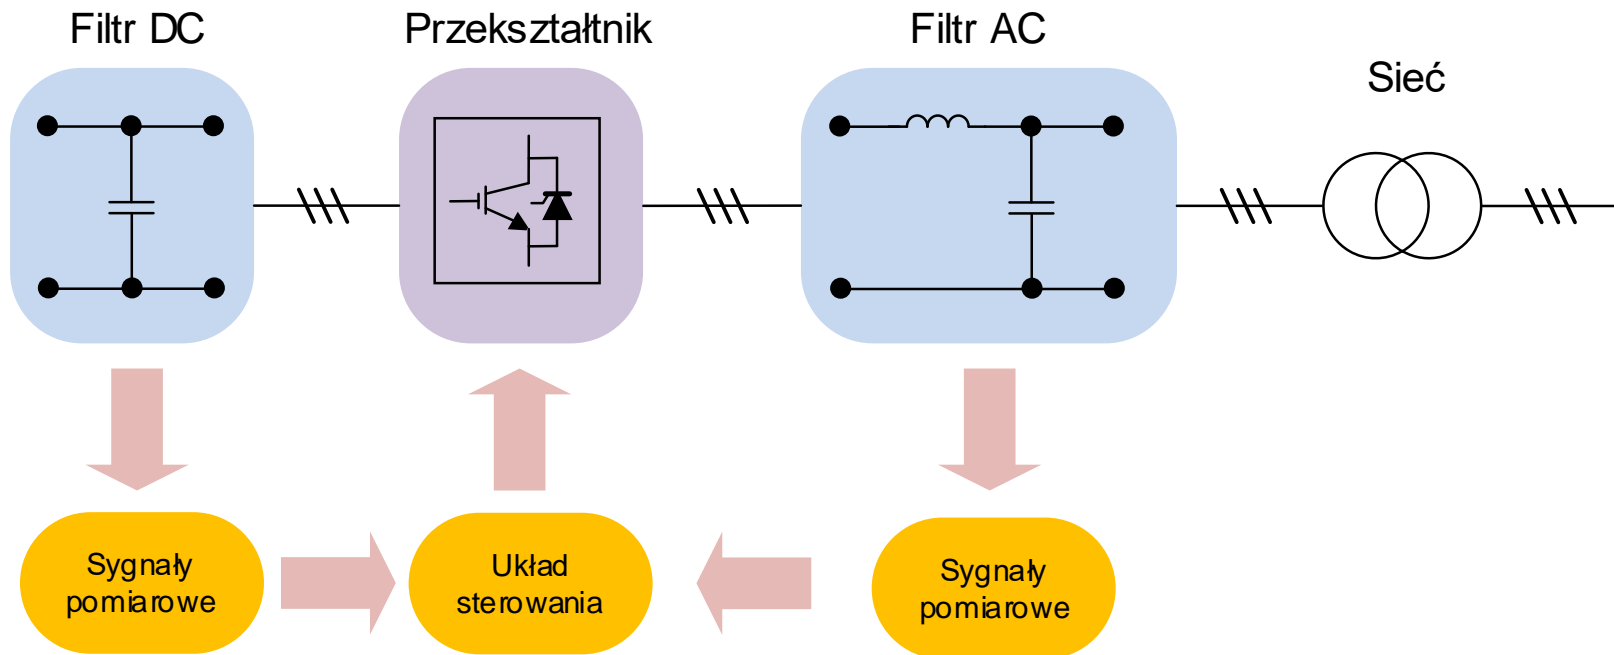 Filtr DC
Przekształtnik
Filtr AC
Sieć
Sygnały
pomiarowe
Układ
sterowania
Sygnały
pomiarowe